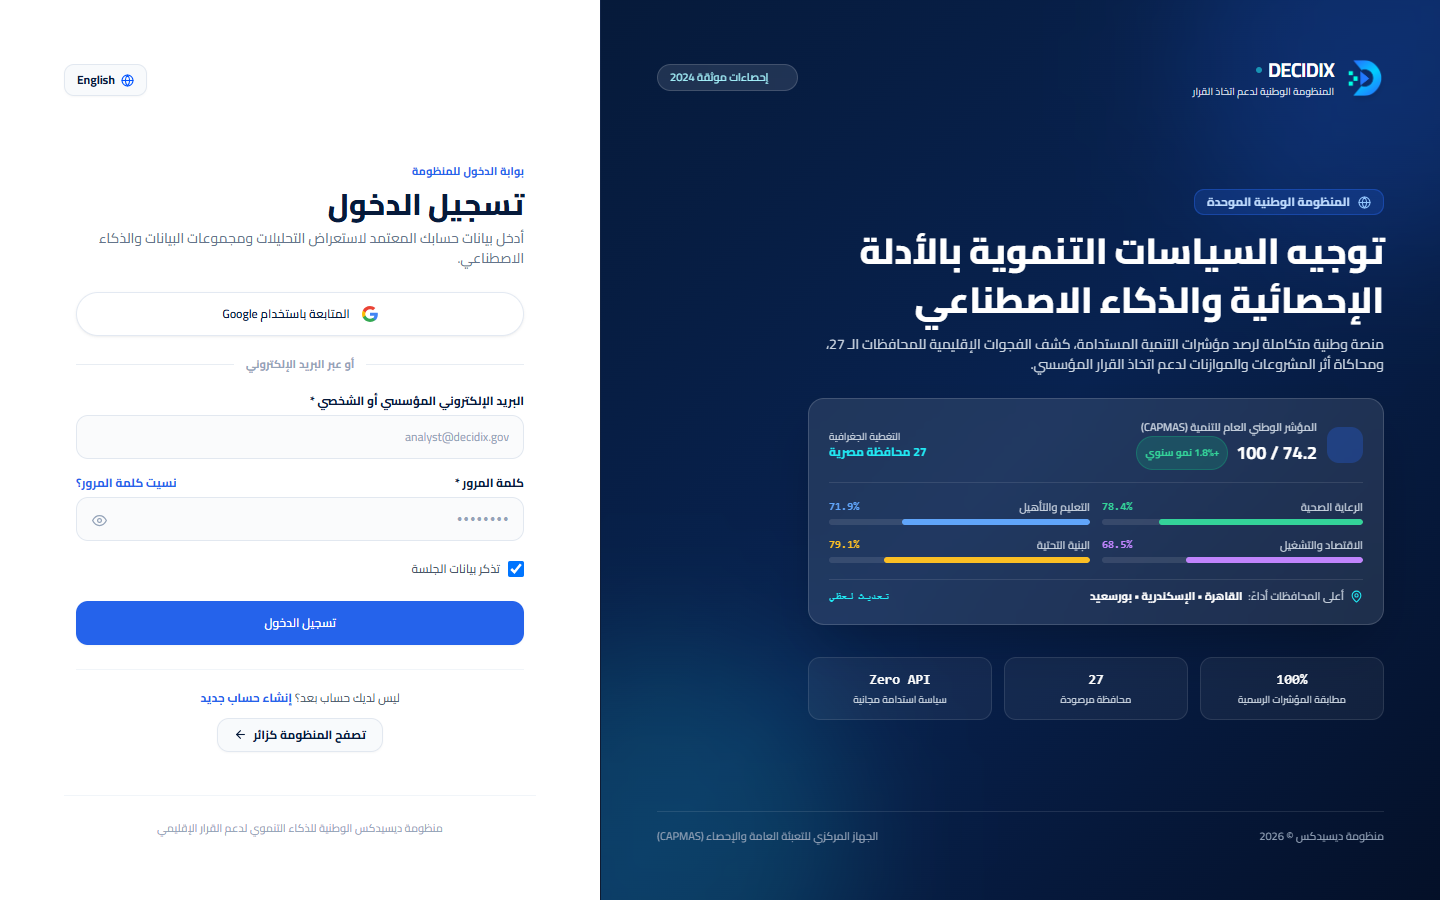 DECIDIX
المنظومة الوطنية لدعم اتخاذ القرار
إحصاءات موثقة 2024
المنظومة الوطنية الموحدة
توجيه السياسات التنموية بالأدلة
الإحصائية والذكاء الاصطناعي
منصة وطنية متكاملة لرصد مؤشرات التنمية المستدامة، كشف الفجوات الإقليمية للمحافظات الـ 27،
ومحاكاة أثر المشروعات والموازنات لدعم اتخاذ القرار المؤسسي.
المؤشر الوطني العام للتنمية (CAPMAS)
74.2 / 100
+1.8% نمو سنوي
التغطية الجغرافية
27 محافظة مصرية
الرعاية الصحية 78.4%
التعليم والتأهيل 71.9%
الاقتصاد والتشغيل 68.5%
البنية التحتية 79.1%
أعلى المحافظات أداءً: القاهرة • الإسكندرية • بورسعيد
تحديث لحظي
100%
مطابقة المؤشرات الرسمية
27
محافظة مرصودة
Zero API
سياسة استدامة مجانية
منظومة ديسيدكس © 2026
الجهاز المركزي للتعبئة العامة والإحصاء (CAPMAS)
English
بوابة الدخول للمنظومة
تسجيل الدخول
أدخل بيانات حسابك المعتمد لاستعراض التحليلات ومجموعات البيانات والذكاء
الاصطناعي.
المتابعة باستخدام Google
أو عبر البريد الإلكتروني
البريد الإلكتروني المؤسسي أو الشخصي *
analyst@decidix.gov
كلمة المرور *
نسيت كلمة المرور؟
••••••••
تذكر بيانات الجلسة
تسجيل الدخول
ليس لديك حساب بعد؟ إنشاء حساب جديد
تصفح المنظومة كزائر ←
منظومة ديسيدكس الوطنية للذكاء التنموي لدعم القرار الإقليمي